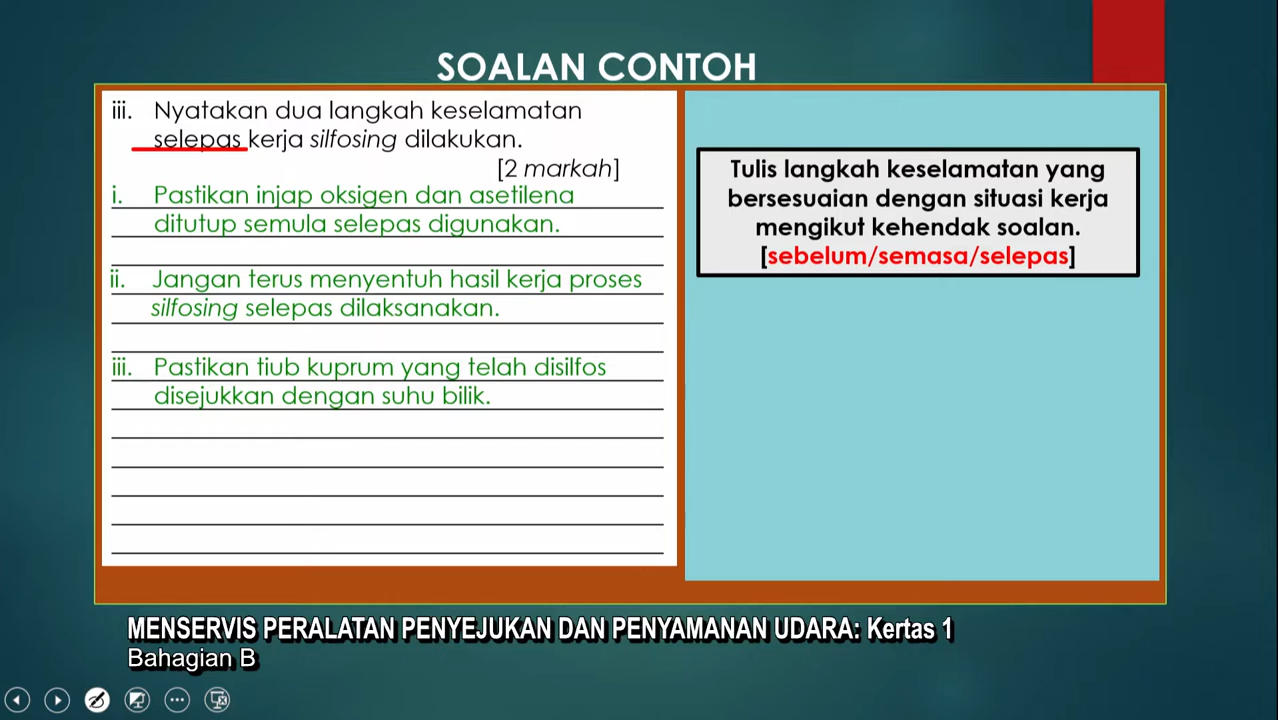 SOALAN CONTOH
iii. Nyatakan dua langkah keselamatan
selepas kerja silfosing dilakukan.
[2 markah]
i. Pastikan injap oksigen dan asetilena
ditutup semula selepas digunakan.
ii. Jangan terus menyentuh hasil kerja proses
silfosing selepas dilaksanakan.
iii. Pastikan tiub kuprum yang telah disilfos
disejukkan dengan suhu bilik.
Tulis langkah keselamatan yang
bersesuaian dengan situasi kerja
mengikut kehendak soalan.
[sebelum/semasa/selepas]
MENSERVIS PERALATAN PENYEJUKAN DAN PENYAMANAN UDARA: Kertas 1
Bahagian B